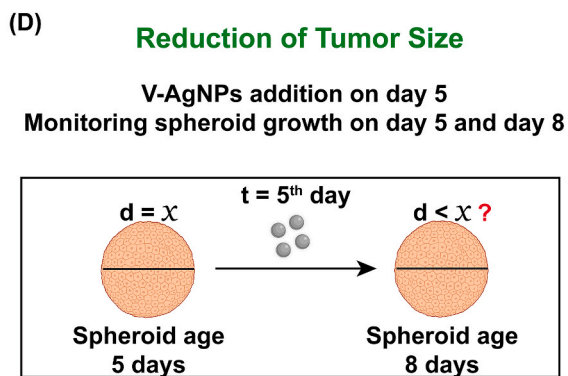 (D)
Reduction of Tumor Size
V-AgNPs addition on day 5
Monitoring spheroid growth on day 5 and day 8
t = 5th day
d = x
d < x ?
Spheroid age
5 days
Spheroid age
8 days